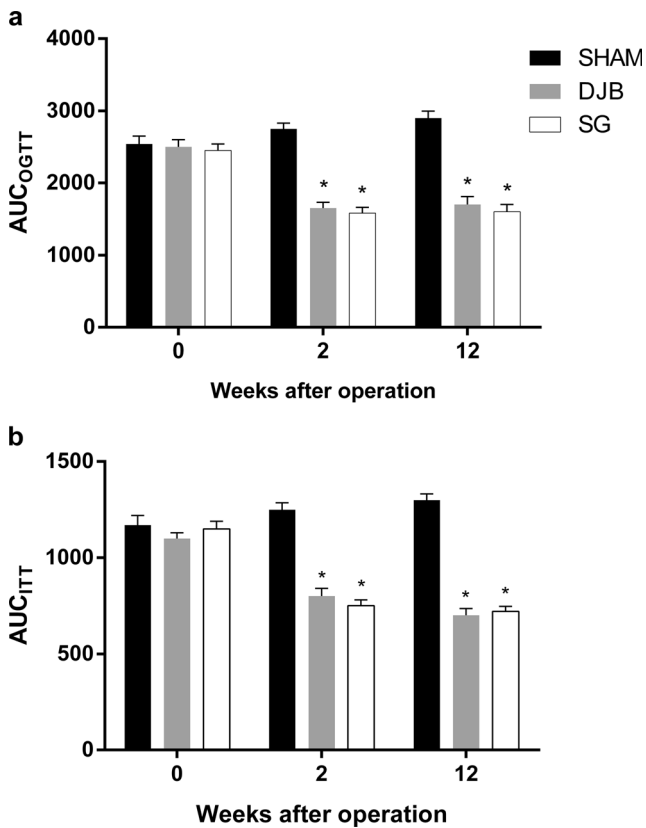 a
4000
3000
2000
1000
0
AUCOGTT
SHAM
DJB
SG
* *
* *
0 2 12
Weeks after operation
b
1500
1000
500
0
AUCITT
* *
* *
0 2 12
Weeks after operation